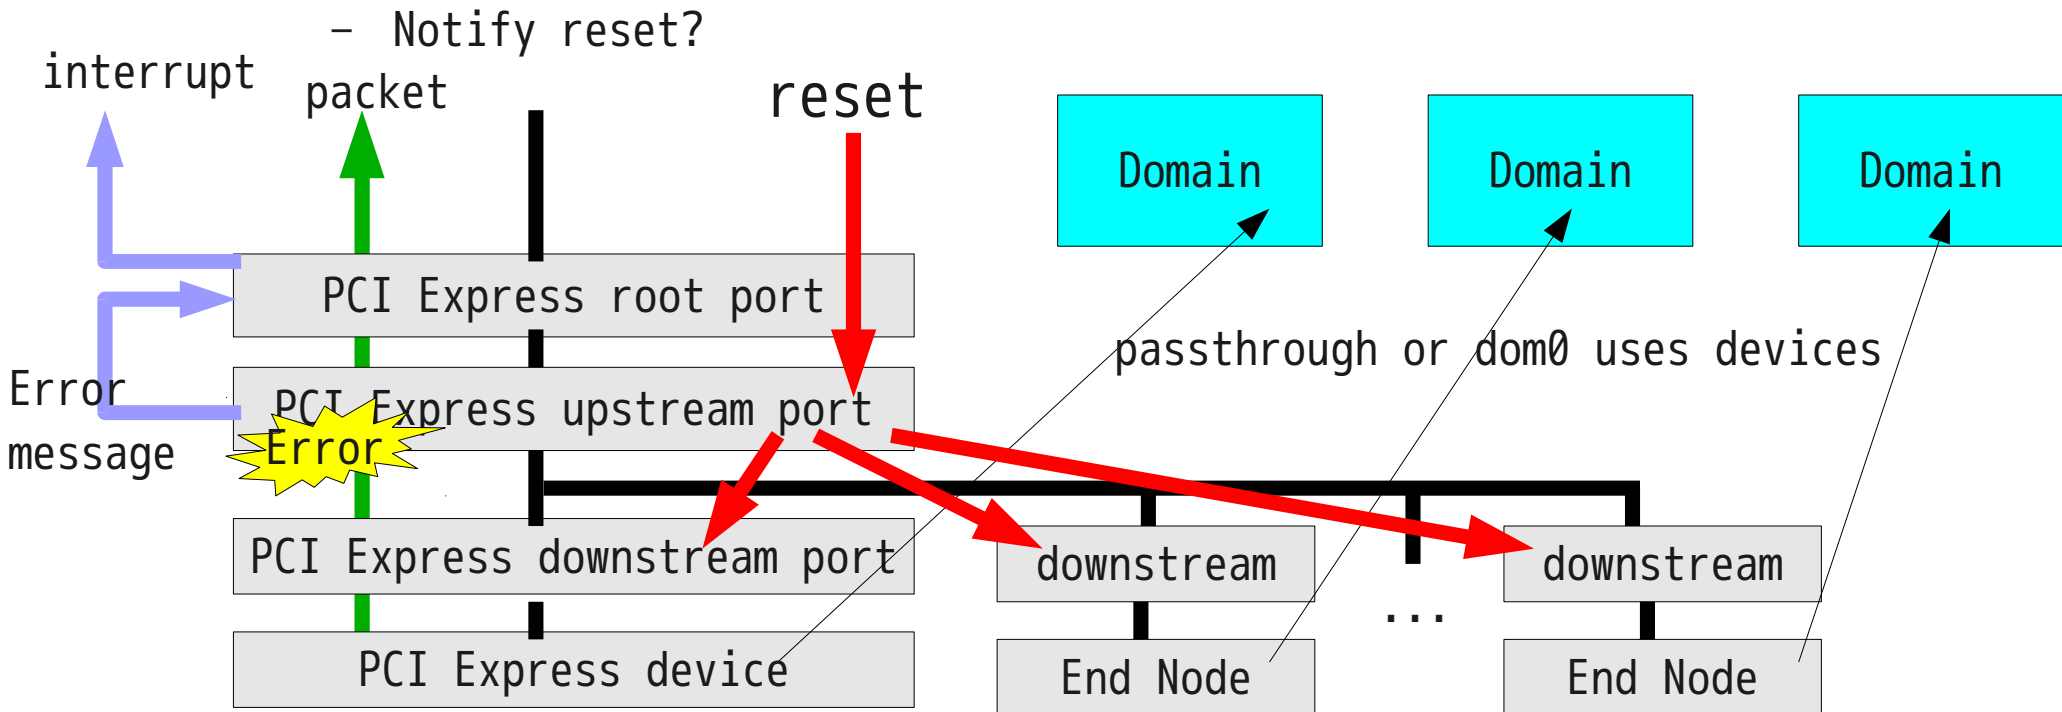 – Notify reset?
interrupt
packet
reset
Domain
Domain
Domain
PCI Express root port
passthrough or dom0 uses devices
Error
message
PCI Express upstream port
Error
PCI Express downstream port
downstream
downstream
...
PCI Express device
End Node
End Node